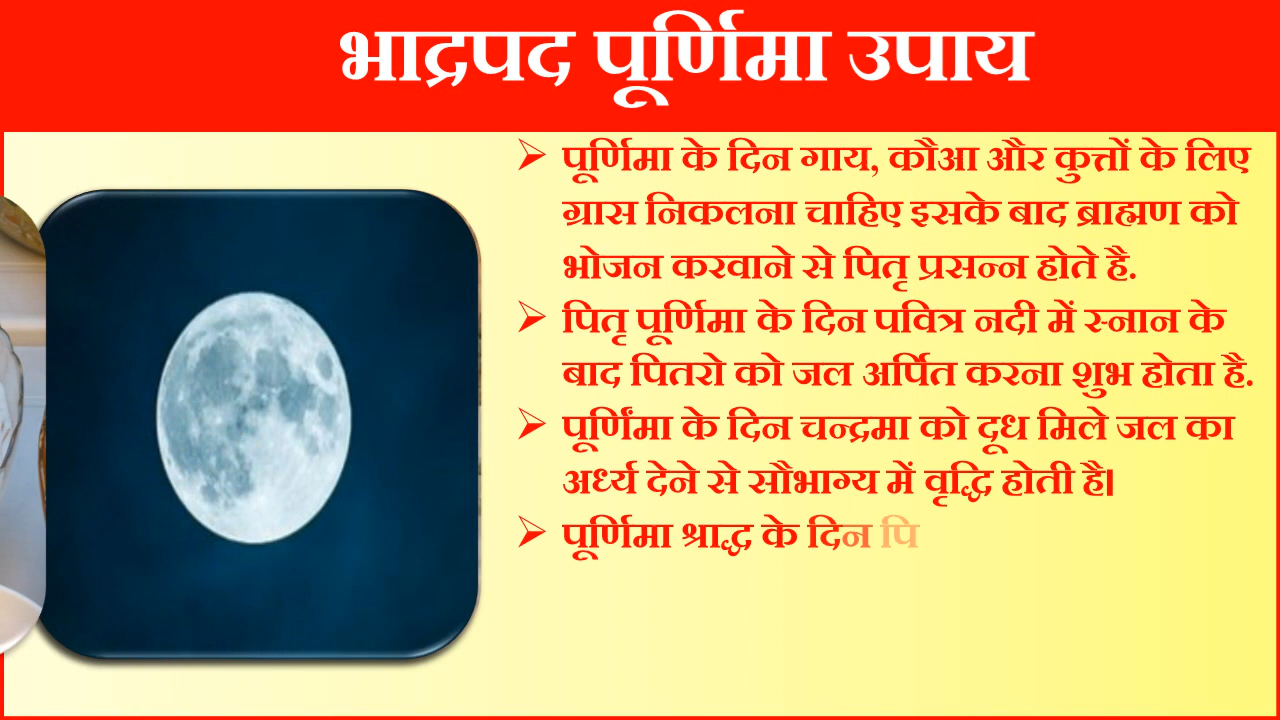 भाद्रपद पूर्णिमा उपाय
पूर्णिमा के दिन गाय, कौआ और कुत्तों के लिए
ग्रास निकलना चाहिए इसके बाद ब्राह्मण को
भोजन करवाने से पितृ प्रसन्न होते है.
पितृ पूर्णिमा के दिन पवित्र नदी में स्नान के
बाद पितरो को जल अर्पित करना शुभ होता है.
पूर्णिंमा के दिन चन्द्रमा को दूध मिले जल का
अर्ध्य देने से सौभाग्य में वृद्धि होती है।
पूर्णिमा श्राद्ध के दिन पि